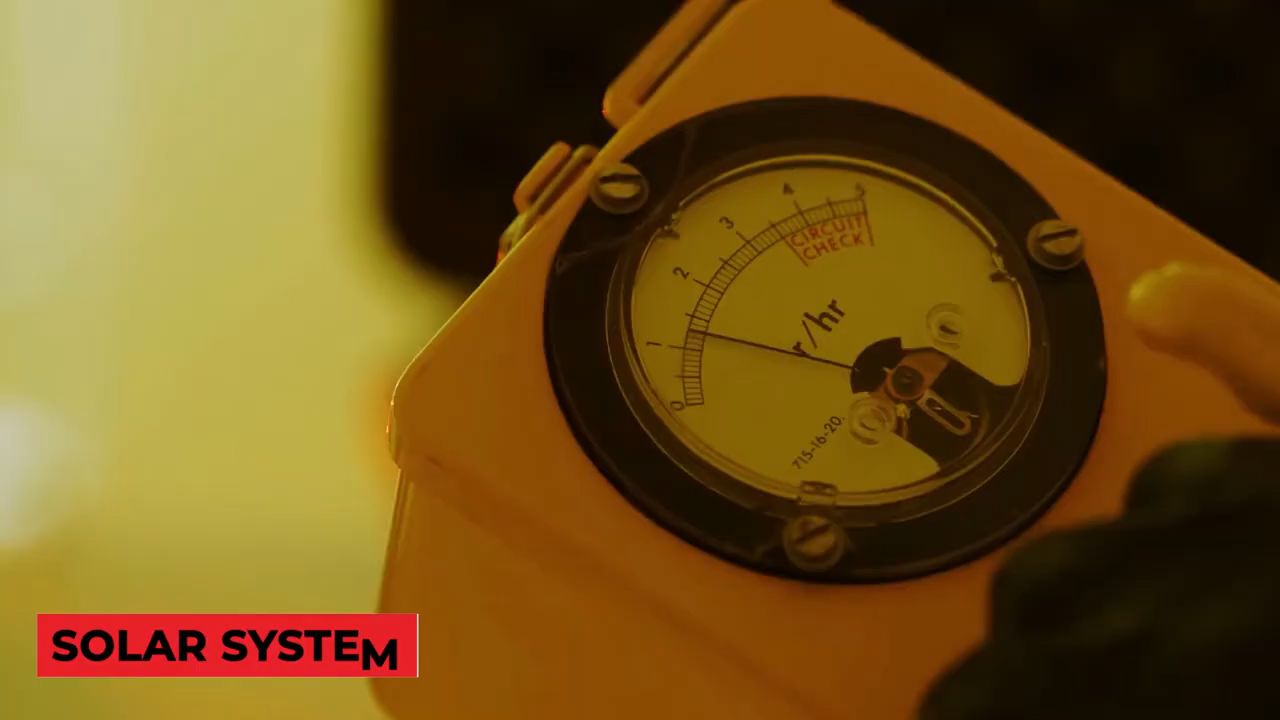 0
1
2
3
4
5
CIRCUIT
CHECK
r/hr
715-16-20.
SOLAR SYSTEM